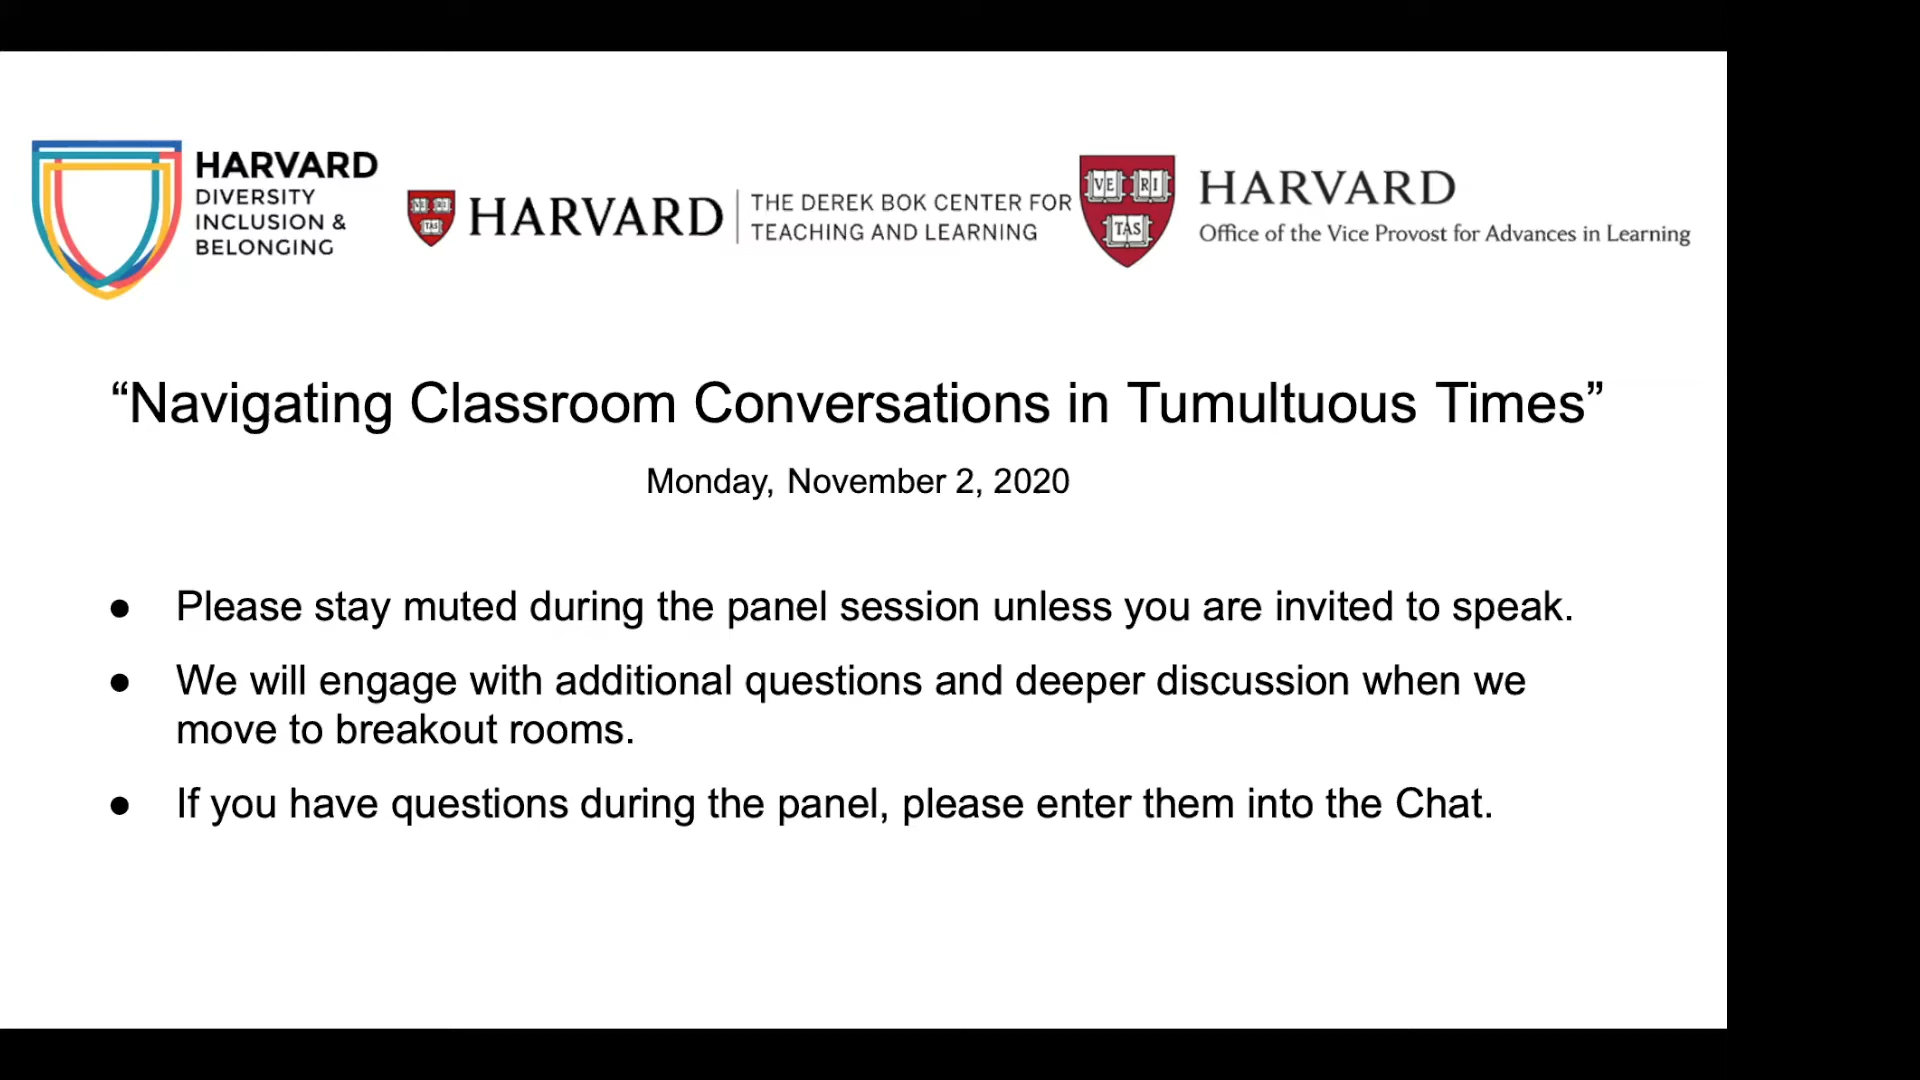 HARVARD
DIVERSITY
INCLUSION &
BELONGING
VE RI
TAS
HARVARD
THE DEREK BOK CENTER FOR
TEACHING AND LEARNING
VE RI
TAS
HARVARD
Office of the Vice Provost for Advances in Learning
“Navigating Classroom Conversations in Tumultuous Times”
Monday, November 2, 2020
● Please stay muted during the panel session unless you are invited to speak.
● We will engage with additional questions and deeper discussion when we
move to breakout rooms.
● If you have questions during the panel, please enter them into the Chat.